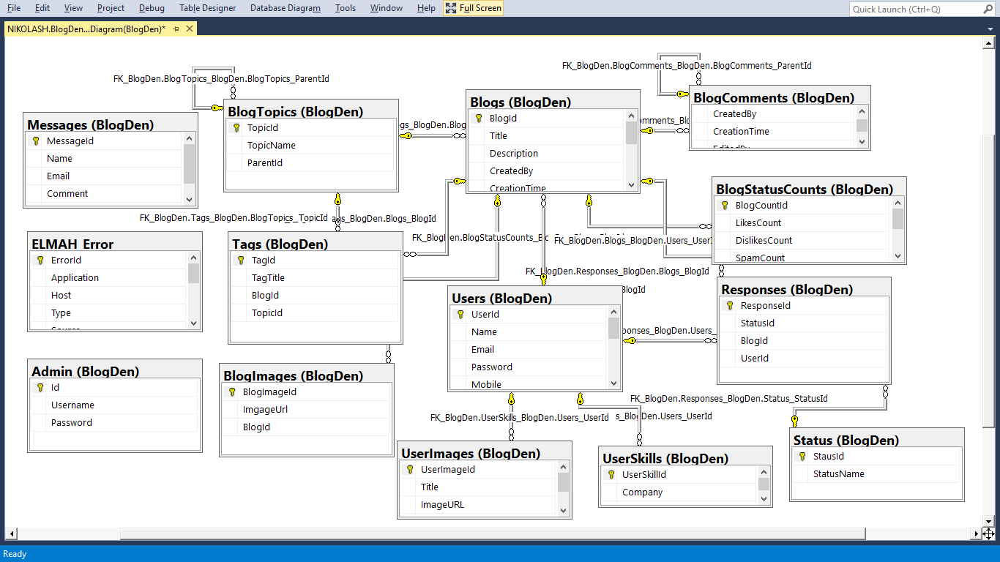 File Edit View Project Debug Table Designer Database Diagram Tools Window Help Full Screen
Quick Launch (Ctrl+Q)
NIKOLASH.BlogDen...Diagram(BlogDen)*
FK_BlogDen.BlogTopics_BlogDen.BlogTopics_ParentId
FK_BlogDen.BlogComments_BlogDen.BlogComments_ParentId
Messages (BlogDen)
MessageId
Name
Email
Comment
BlogTopics (BlogDen)
TopicId
TopicName
ParentId
gs_BlogDen.Blog
Blogs (BlogDen)
BlogId
Title
Description
CreatedBy
CreationTime
omments_Blo
BlogComments (BlogDen)
CreatedBy
CreationTime
EditedBy
FK_BlogDen.Tags_BlogDen.BlogTopics_TopicId
ags_BlogDen.Blogs_BlogId
BlogStatusCounts (BlogDen)
BlogCountId
LikesCount
DislikesCount
SpamCount
ELMAH_Error
ErrorId
Application
Host
Type
Source
Tags (BlogDen)
TagId
TagTitle
BlogId
TopicId
FK_BlogDen.BlogStatusCounts_
FK_BlogDen.Blogs_BlogDen.Users_UserI
FK_BlogDen.Responses_BlogDen.Blogs_BlogId
BlogId
Users (BlogDen)
UserId
Name
Email
Password
Mobile
ponses_BlogDen.Users_
Responses (BlogDen)
ResponseId
StatusId
BlogId
UserId
Admin (BlogDen)
Id
Username
Password
BlogImages (BlogDen)
BlogImageId
ImgageUrl
BlogId
FK_BlogDen.Responses_BlogDen.Status_StatusId
FK_BlogDen.UserSkills_BlogDen.Users_UserId
s_BlogDen.Users_UserId
UserImages (BlogDen)
UserImageId
Title
ImageURL
UserSkills (BlogDen)
UserSkillId
Company
Status (BlogDen)
StausId
StatusName
Ready